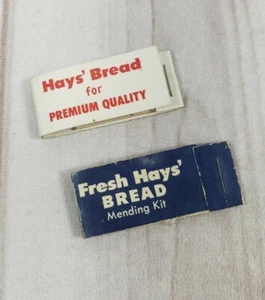 Hays' Bread
for
PREMIUM QUALITY
Fresh Hays'
BREAD
Mending Kit